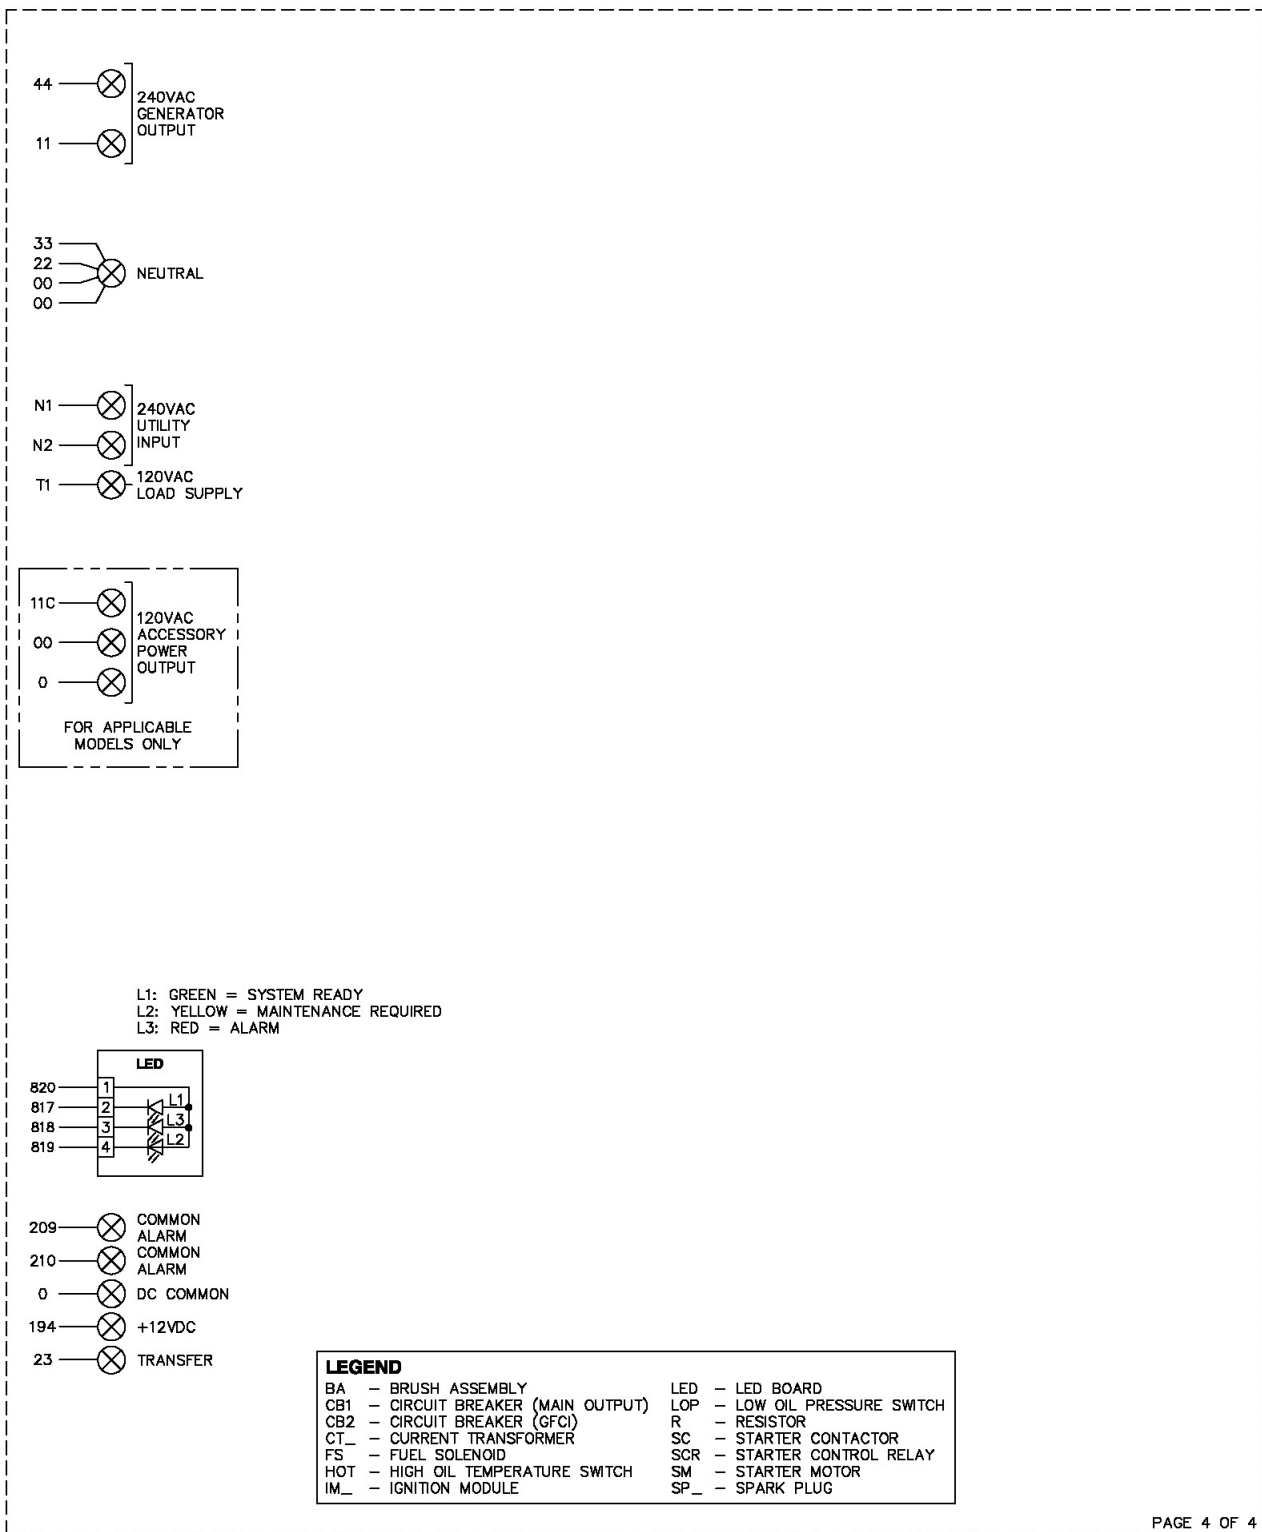 44
240VAC
GENERATOR
OUTPUT
11
33
22
00
00
NEUTRAL
N1
240VAC
UTILITY
INPUT
N2
T1
120VAC
LOAD SUPPLY
11C
120VAC
ACCESSORY
POWER
OUTPUT
00
0
FOR APPLICABLE
MODELS ONLY
L1: GREEN = SYSTEM READY
L2: YELLOW = MAINTENANCE REQUIRED
L3: RED = ALARM
LED
820 1
817 2 L1
818 3 L3
819 4 L2
209 COMMON
ALARM
210 COMMON
ALARM
0 DC COMMON
194 +12VDC
23 TRANSFER
LEGEND
BA – BRUSH ASSEMBLY
CB1 – CIRCUIT BREAKER (MAIN OUTPUT)
CB2 – CIRCUIT BREAKER (GFCI)
CT_ – CURRENT TRANSFORMER
FS – FUEL SOLENOID
HOT – HIGH OIL TEMPERATURE SWITCH
IM_ – IGNITION MODULE
LED – LED BOARD
LOP – LOW OIL PRESSURE SWITCH
R – RESISTOR
SC – STARTER CONTACTOR
SCR – STARTER CONTROL RELAY
SM – STARTER MOTOR
SP_ – SPARK PLUG
PAGE 4 OF 4